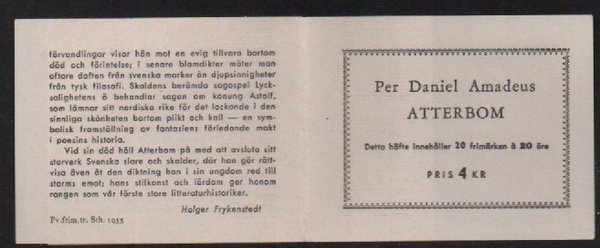 förvandlingar visar hän mot en evig tillvaro bortom
död och förintelse; i senare blomdikter möter man
oftare doften från svenska marker än djupsinnigheter
från tysk filosofi. Skaldens berömda sagospel Lyck-
salighetens ö behandlar sagan om konung Astolf,
som lämnar sitt nordiska rike för det lockande i den
sinnliga skönheten bortom plikt och kall — en sym-
bolisk framställning av fantasiens förledande makt
i poesins historia.
Vid sin död höll Atterbom på med att avsluta sitt
storverk Svenska siare och skalder, där han gör rätt-
visa även åt den diktning han i sin ungdom red till
storms emot; hans stilkonst och lärdom ger honom
rangen som vår förste store litteraturhistoriker.
Holger Frykenstedt
Pv.frim.tr. Sth. 1955
Per Daniel Amadeus
ATTERBOM
Detta häfte innehåller 20 frimärken à 20 öre
PRIS 4 KR